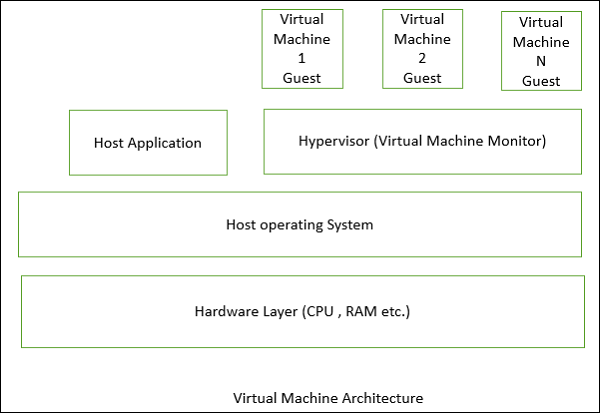 Virtual
Machine
1
Guest
Virtual
Machine
2
Guest
Virtual
Machine
N
Guest
Host Application
Hypervisor (Virtual Machine Monitor)
Host operating System
Hardware Layer (CPU , RAM etc.)
Virtual Machine Architecture